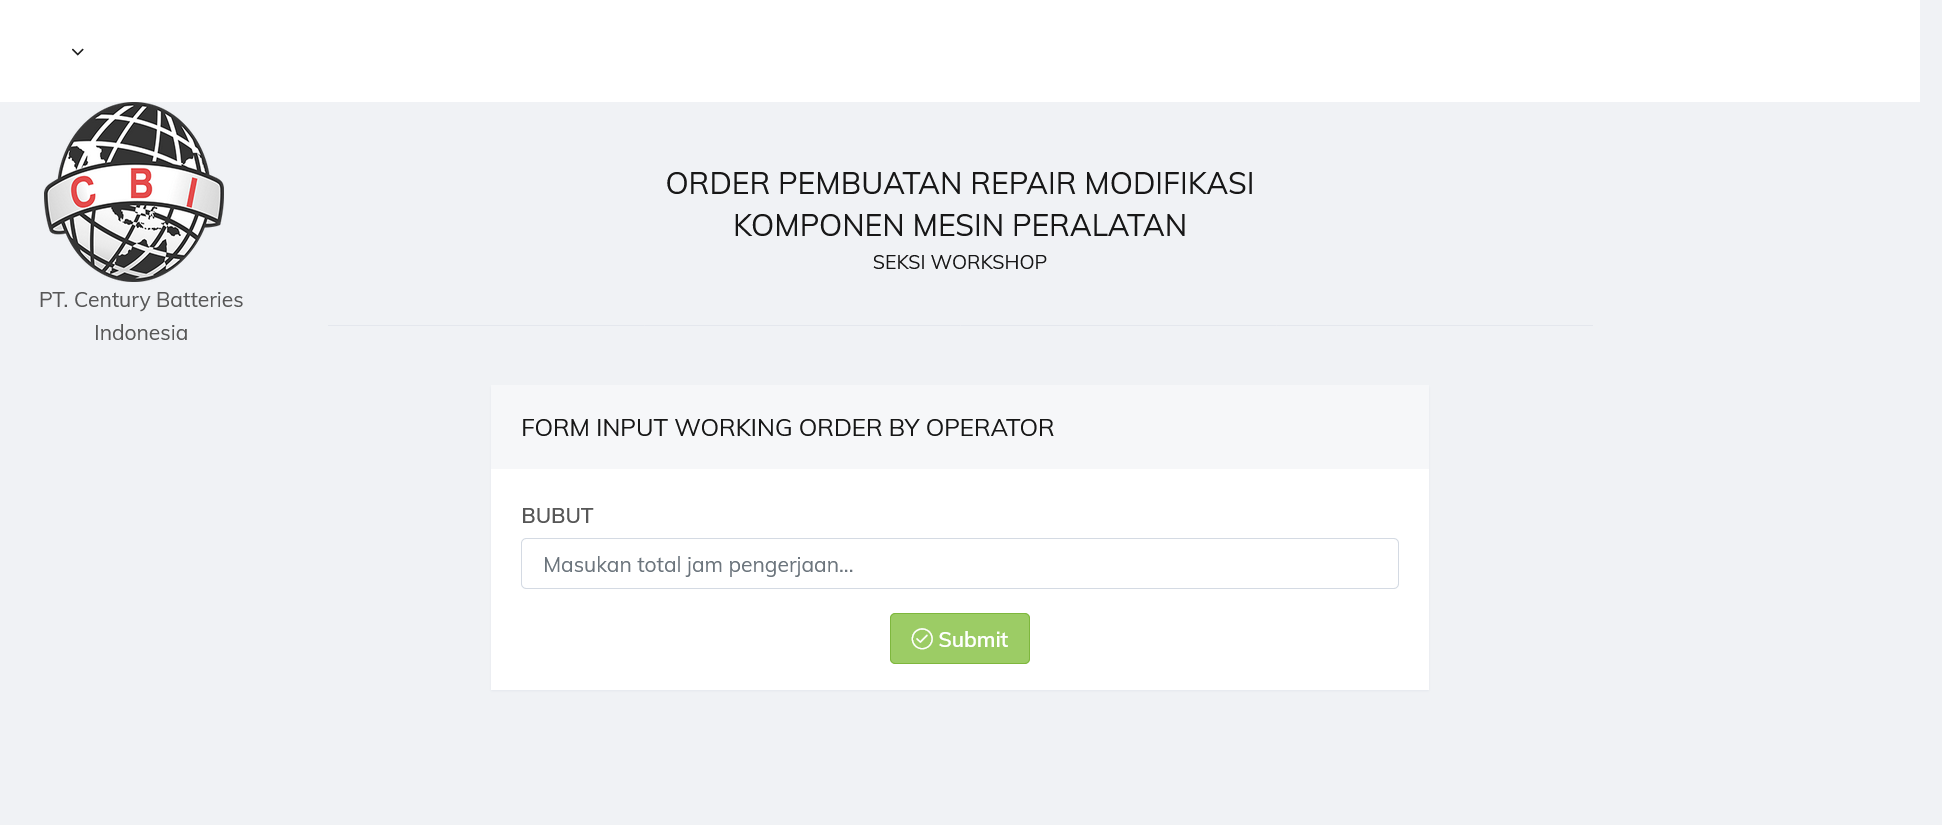 C B I
PT. Century Batteries
Indonesia
ORDER PEMBUATAN REPAIR MODIFIKASI
KOMPONEN MESIN PERALATAN
SEKSI WORKSHOP
FORM INPUT WORKING ORDER BY OPERATOR
BUBUT
Masukan total jam pengerjaan...
Submit